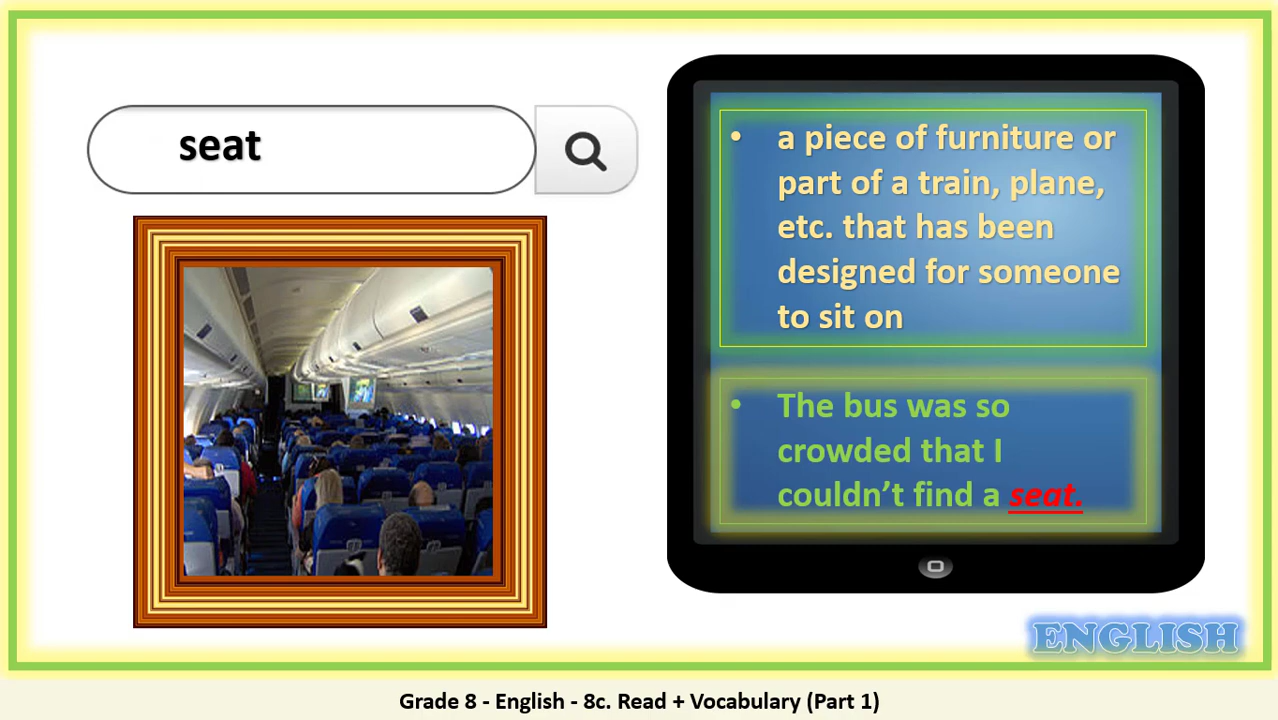 seat
• a piece of furniture or
part of a train, plane,
etc. that has been
designed for someone
to sit on
• The bus was so
crowded that I
couldn’t find a seat.
ENGLISH
Grade 8 - English - 8c. Read + Vocabulary (Part 1)